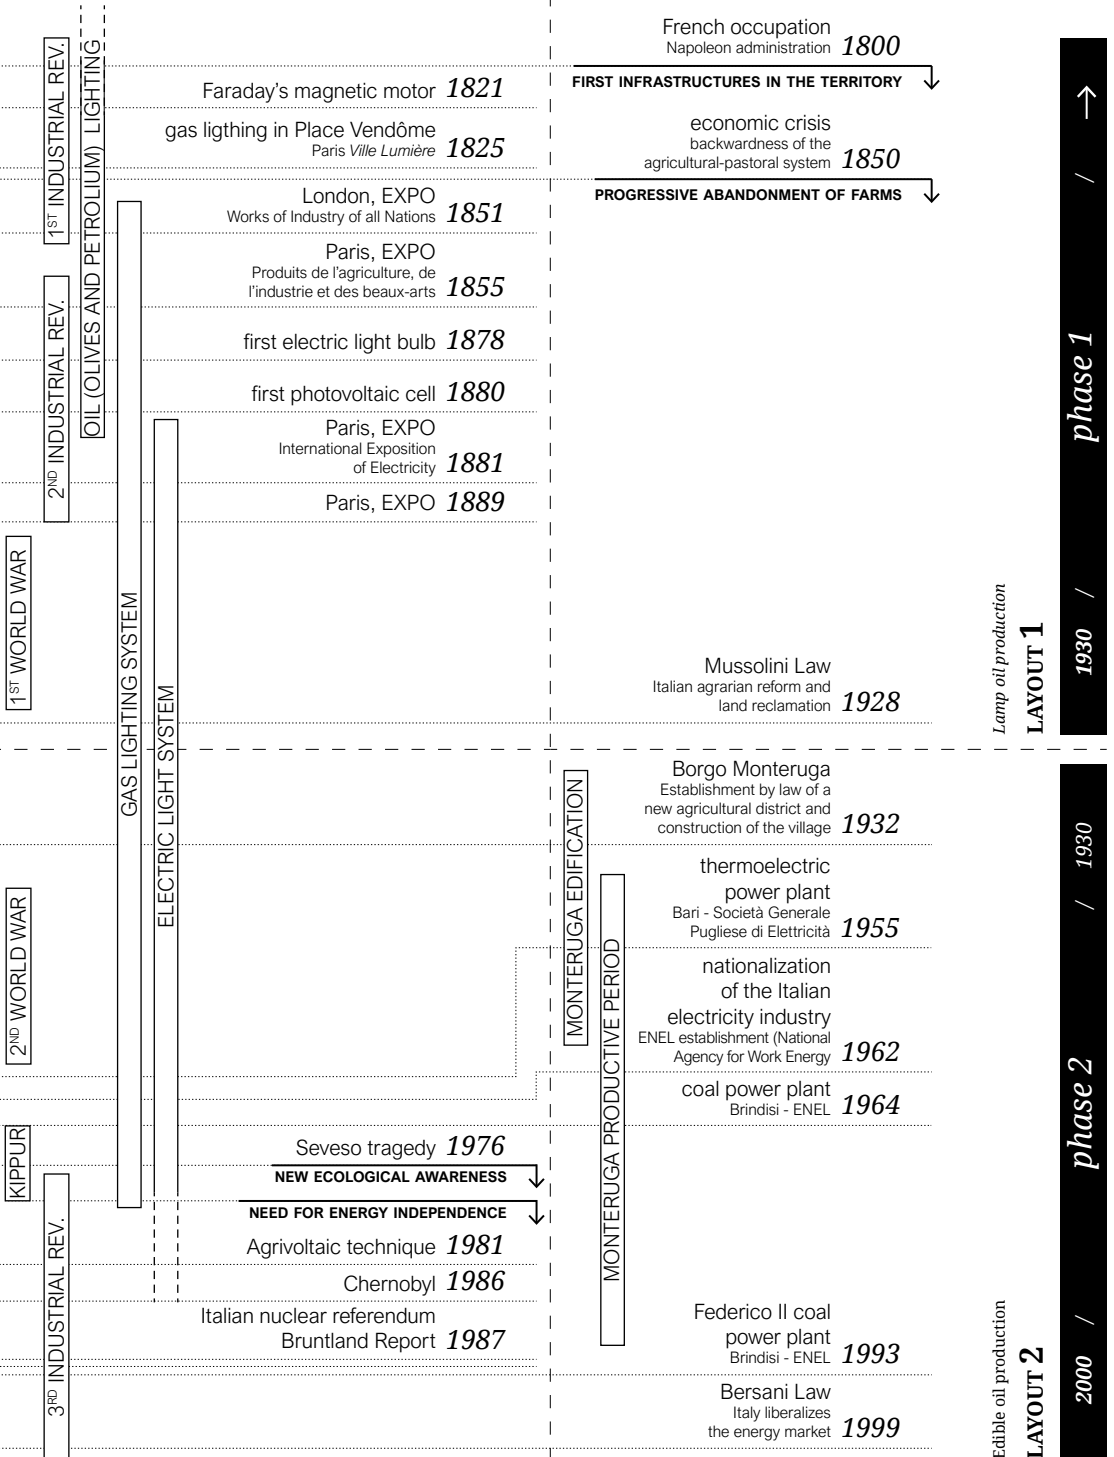 1ST INDUSTRIAL REV.
OIL (OLIVES AND PETROLIUM) LIGHTING
2ND INDUSTRIAL REV.
1ST WORLD WAR
GAS LIGHTING SYSTEM
ELECTRIC LIGHT SYSTEM
2ND WORLD WAR
KIPPUR
3RD INDUSTRIAL REV.
Faraday's magnetic motor 1821
gas ligthing in Place Vendôme
Paris Ville Lumière 1825
London, EXPO
Works of Industry of all Nations 1851
Paris, EXPO
Produits de l'agriculture, de
l'industrie et des beaux-arts 1855
first electric light bulb 1878
first photovoltaic cell 1880
Paris, EXPO
International Exposition
of Electricity 1881
Paris, EXPO 1889
Seveso tragedy 1976
NEW ECOLOGICAL AWARENESS
NEED FOR ENERGY INDEPENDENCE
Agrivoltaic technique 1981
Chernobyl 1986
Italian nuclear referendum
Bruntland Report 1987
French occupation
Napoleon administration 1800
FIRST INFRASTRUCTURES IN THE TERRITORY
economic crisis
backwardness of the
agricultural-pastoral system 1850
PROGRESSIVE ABANDONMENT OF FARMS
Mussolini Law
Italian agrarian reform and
land reclamation 1928
MONTERUGA EDIFICATION
MONTERUGA PRODUCTIVE PERIOD
Borgo Monteruga
Establishment by law of a
new agricultural district and
construction of the village 1932
thermoelectric
power plant
Bari - Società Generale
Pugliese di Elettricità 1955
nationalization
of the Italian
electricity industry
ENEL establishment (National
Agency for Work Energy 1962
coal power plant
Brindisi - ENEL 1964
Federico II coal
power plant
Brindisi - ENEL 1993
Bersani Law
Italy liberalizes
the energy market 1999
Lamp oil production
LAYOUT 1
1930 / phase 1 / →
Edible oil production
LAYOUT 2
2000 / phase 2 / 1930